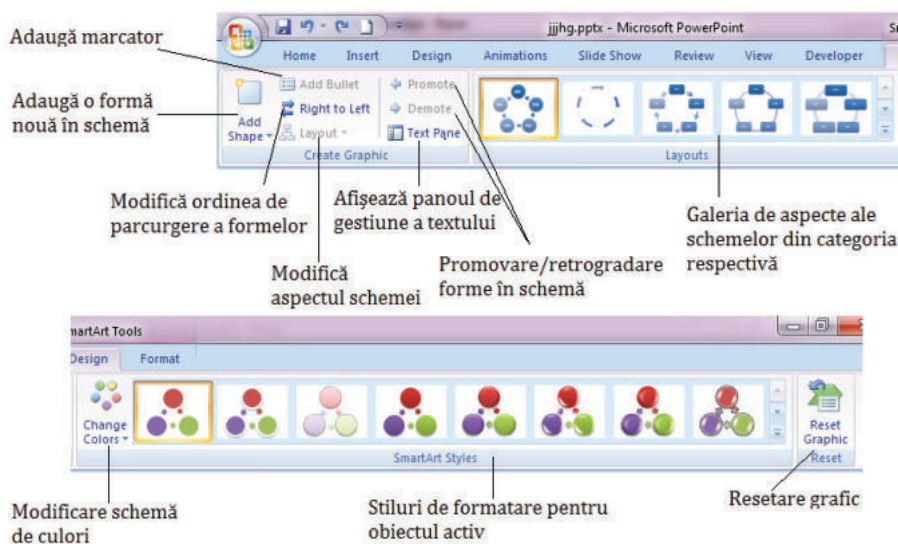 jjjhg.pptx - Microsoft PowerPoint
Adaugă marcator
Home Insert Design Animations Slide Show Review View Developer
Adaugă o formă
nouă în schemă
Add
Shape
Add Bullet
Right to Left
Layout
Promote
Demote
Text Pane
Create Graphic
Layouts
Modifică ordinea de
parcurgere a formelor
Afișează panoul de
gestiune a textului
Galeria de aspecte ale
schemelor din categoria
respectivă
Modifică
aspectul schemei
Promovare/retrogradare
forme în schemă
martArt Tools
Design Format
Change
Colors
SmartArt Styles
Reset
Graphic
Reset
Modificare schemă
de culori
Stiluri de formatare pentru
obiectul activ
Resetare grafic